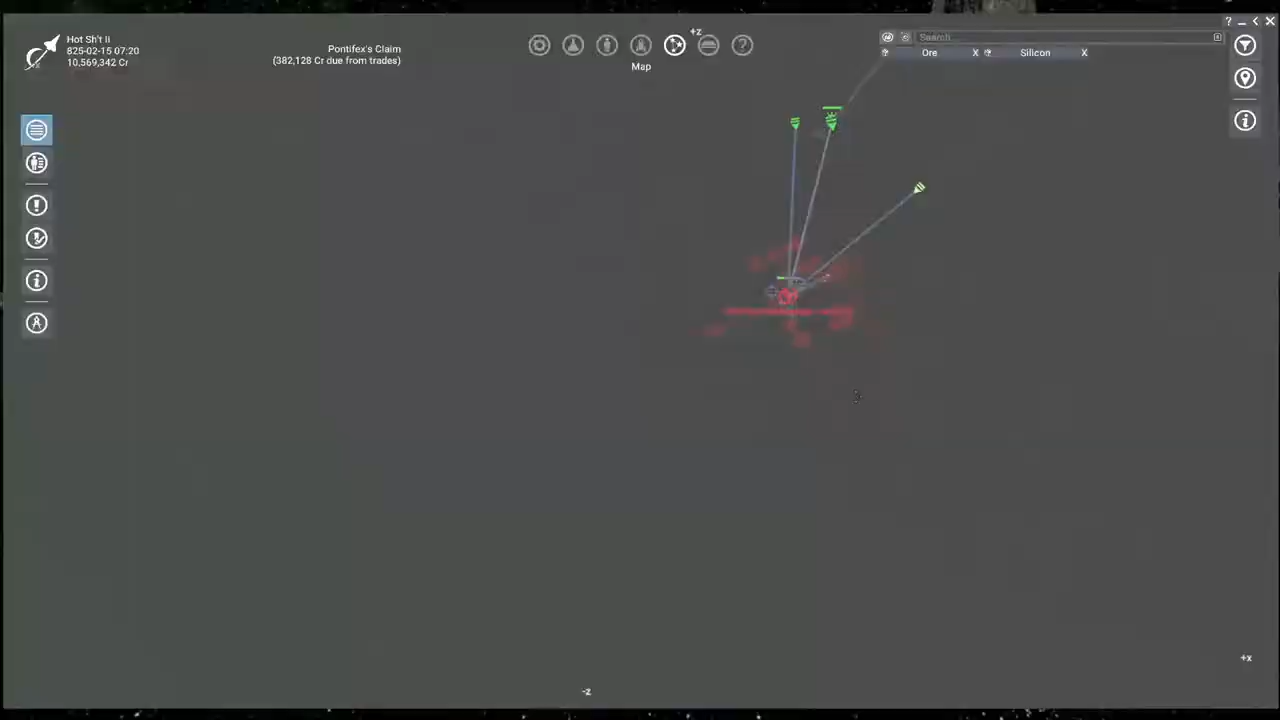 Hot Sh't Ii
825-02-15 07:20
10,569,342 Cr
Pontifex's Claim
(382,128 Cr due from trades)
+z
Map
Search
Ore X
Silicon X
? X
+x
-z